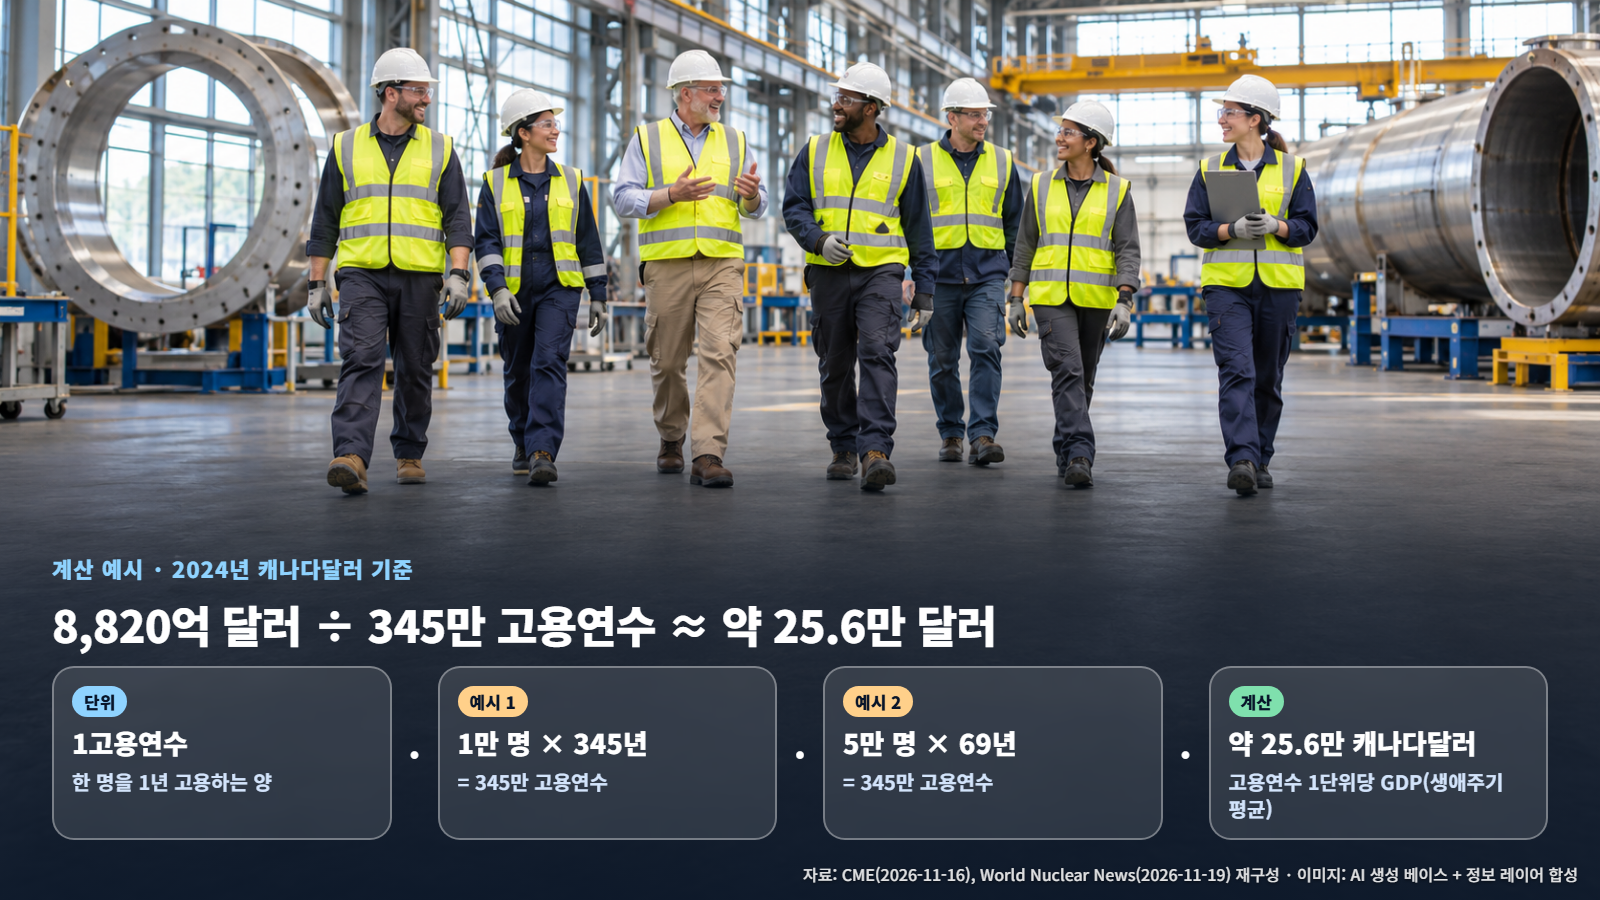 계산 예시 · 2024년 캐나다달러 기준
8,820억 달러 ÷ 345만 고용연수 ≈ 약 25.6만 달러
단위
1고용연수
한 명을 1년 고용하는 양
·
예시 1
1만 명 × 345년
= 345만 고용연수
·
예시 2
5만 명 × 69년
= 345만 고용연수
·
계산
약 25.6만 캐나다달러
고용연수 1단위당 GDP(생애주기
평균)
자료: CME(2026-11-16), World Nuclear News(2026-11-19) 재구성 · 이미지: AI 생성 베이스 + 정보 레이어 합성